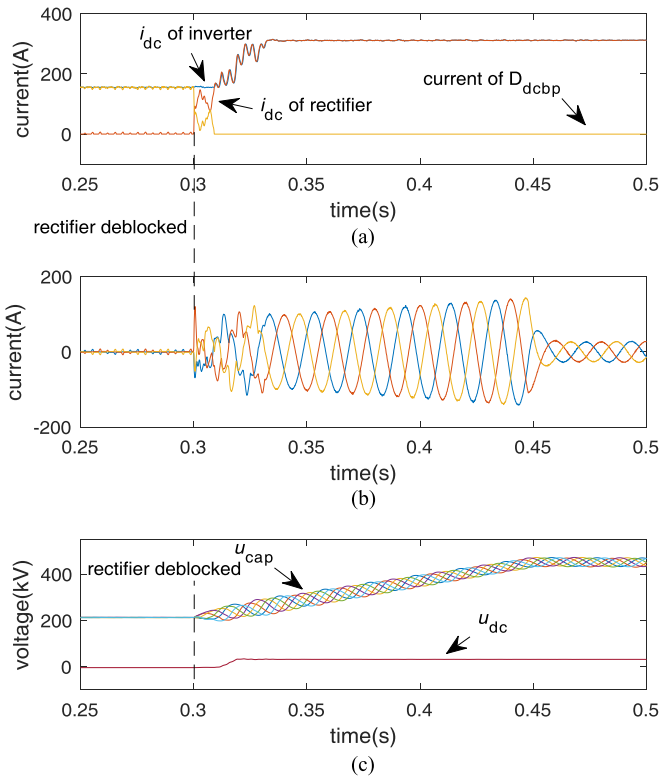 400
200
0
current(A)
i_dc of inverter
i_dc of rectifier
current of D_dcbp
0.25 0.3 0.35 0.4 0.45 0.5
time(s)
rectifier deblocked
(a)
200
0
-200
current(A)
0.25 0.3 0.35 0.4 0.45 0.5
time(s)
(b)
rectifier deblocked
u_cap
400
200
0
voltage(kV)
u_dc
0.25 0.3 0.35 0.4 0.45 0.5
time(s)
(c)